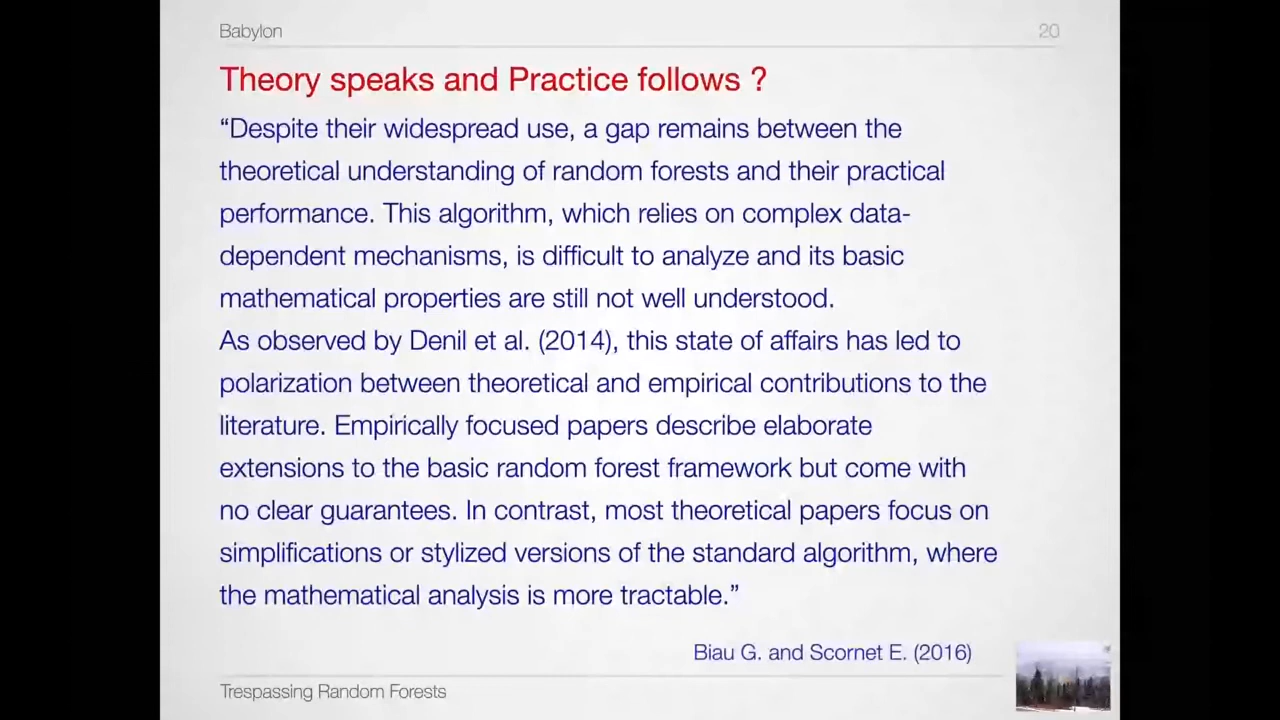 Babylon
20
Theory speaks and Practice follows ?
“Despite their widespread use, a gap remains between the
theoretical understanding of random forests and their practical
performance. This algorithm, which relies on complex data-
dependent mechanisms, is difficult to analyze and its basic
mathematical properties are still not well understood.
As observed by Denil et al. (2014), this state of affairs has led to
polarization between theoretical and empirical contributions to the
literature. Empirically focused papers describe elaborate
extensions to the basic random forest framework but come with
no clear guarantees. In contrast, most theoretical papers focus on
simplifications or stylized versions of the standard algorithm, where
the mathematical analysis is more tractable.”
Biau G. and Scornet E. (2016)
Trespassing Random Forests